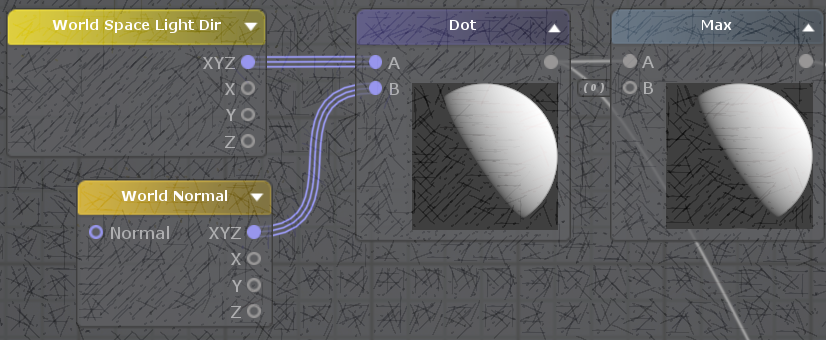 World Space Light Dir
XYZ
X
Y
Z
World Normal
Normal XYZ
X
Y
Z
Dot
A
B
Max
(0) 
A
B